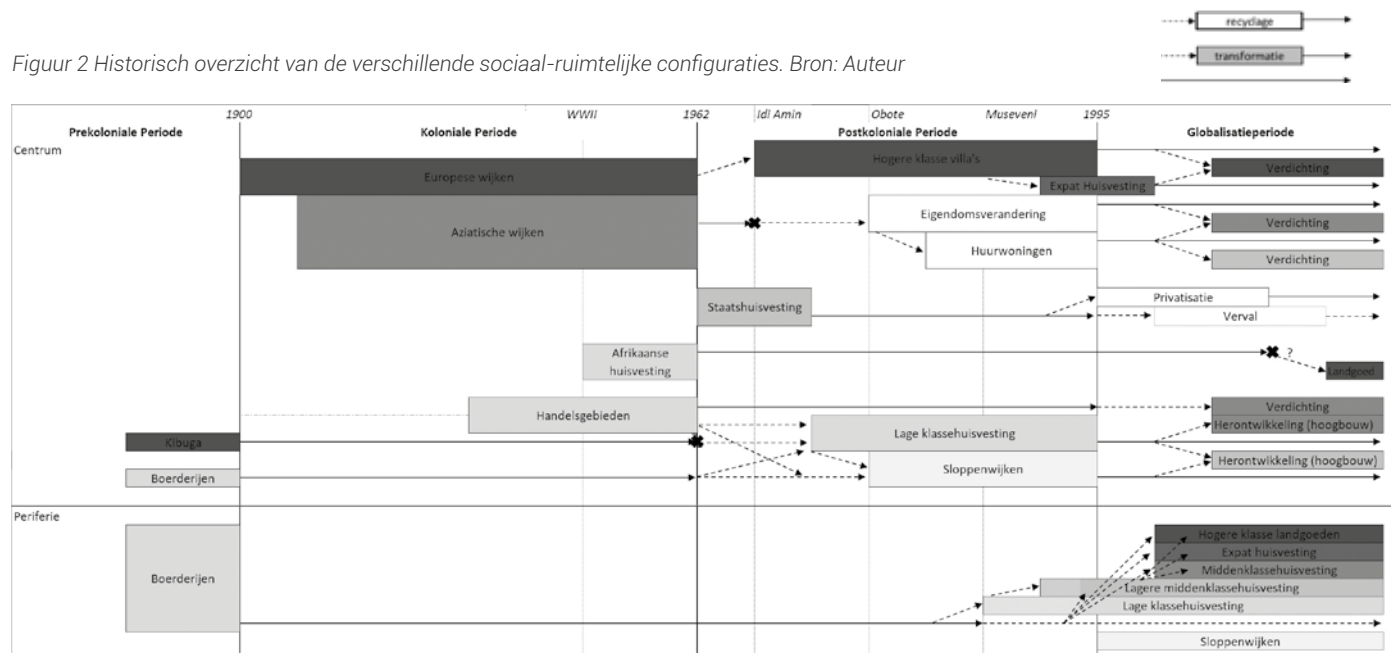 recyclage
Figuur 2 Historisch overzicht van de verschillende sociaal-ruimtelijke configuraties. Bron: Auteur
transformatie
1900 WWII 1962 Idi Amin Obote Museveni 1995
Prekoloniale Periode Koloniale Periode Postkoloniale Periode Globalisatieperiode
Centrum
Europese wijken
Hogere klasse villa's
Verdichting
Expat Huisvesting
Aziatische wijken
Eigendomsverandering
Verdichting
Huurwoningen
Verdichting
Staatshuisvesting
Privatisatie
Verval
Afrikaanse
huisvesting
?
Landgoed
Handelsgebieden
Verdichting
Kibuga
Lage klassehuisvesting
Herontwikkeling (hoogbouw)
Boerderijen
Sloppenwijken
Herontwikkeling (hoogbouw)
Periferie
Boerderijen
Hogere klasse landgoeden
Expat huisvesting
Middenklassehuisvesting
Lagere middenklassehuisvesting
Lage klassehuisvesting
Sloppenwijken